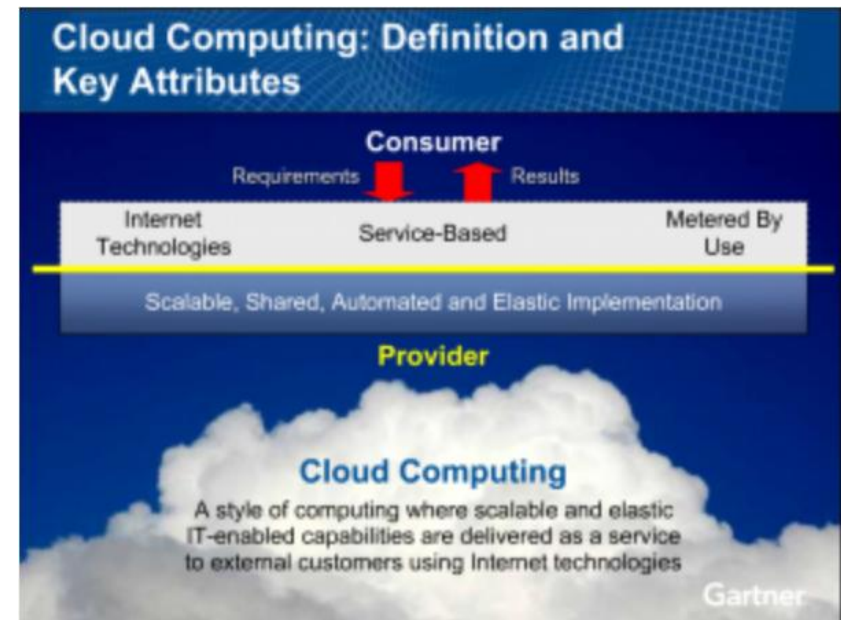 Cloud Computing: Definition and
Key Attributes
Consumer
Requirements
Results
Internet
Technologies
Service-Based
Metered By
Use
Scalable, Shared, Automated and Elastic Implementation
Provider
Cloud Computing
A style of computing where scalable and elastic
IT-enabled capabilities are delivered as a service
to external customers using Internet technologies
Gartner